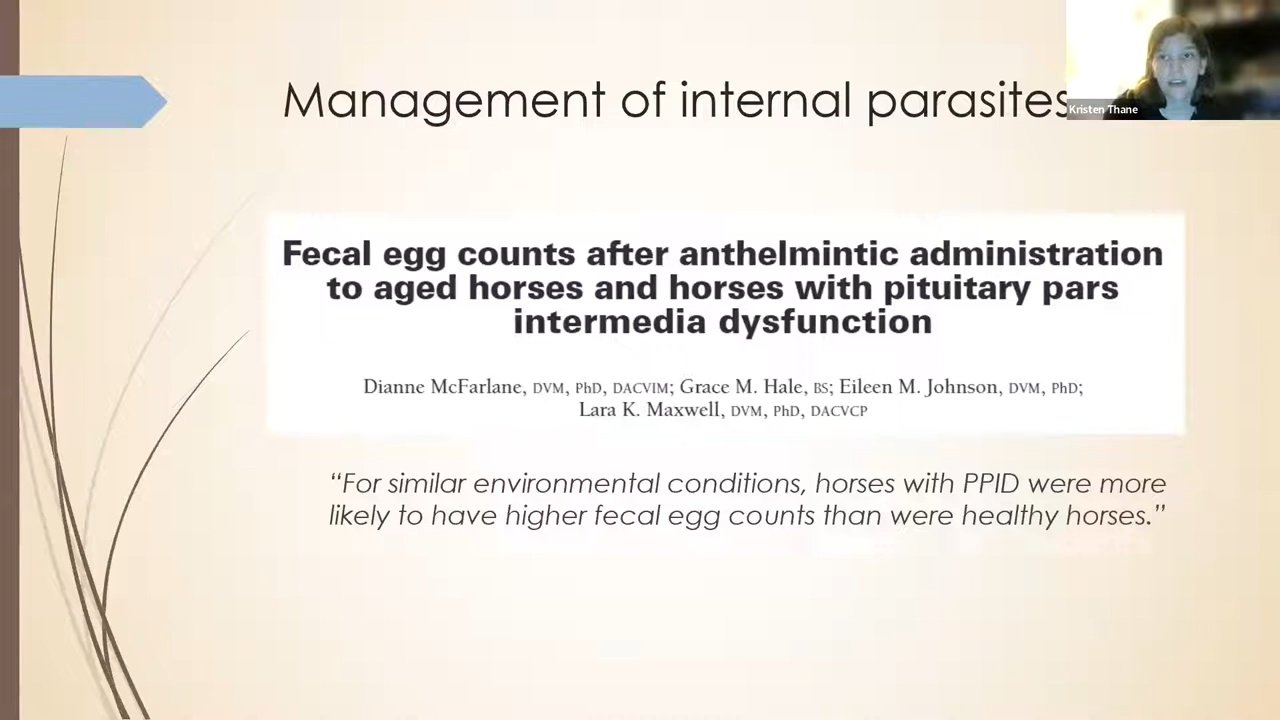 Management of internal parasites
Kristen Thane
Fecal egg counts after anthelmintic administration
to aged horses and horses with pituitary pars
intermedia dysfunction
Dianne McFarlane, DVM, PhD, DACVIM; Grace M. Hale, BS; Eileen M. Johnson, DVM, PhD;
Lara K. Maxwell, DVM, PhD, DACVCP
“For similar environmental conditions, horses with PPID were more
likely to have higher fecal egg counts than were healthy horses.”